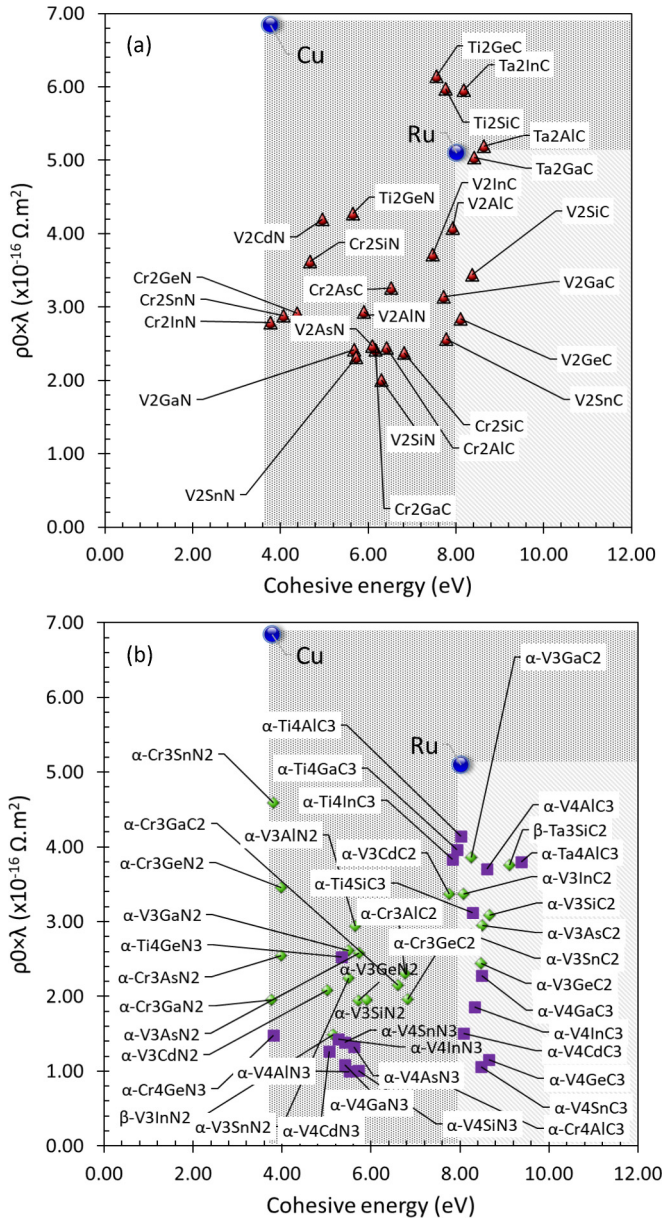 (a)
7.00
6.00
5.00
4.00
3.00
2.00
1.00
0.00
ρ0×λ (x10⁻¹⁶ Ω.m²)
Cu
Ti2GeC
Ta2InC
Ti2SiC
Ru
Ta2AlC
Ta2GaC
V2InC
V2AlC
V2SiC
Ti2GeN
V2CdN
Cr2SiN
Cr2GeN
Cr2SnN
Cr2InN
Cr2AsC
V2AlN
V2AsN
V2GaC
V2GeC
V2SnC
V2GaN
Cr2SiC
V2SiN
Cr2AlC
V2SnN
Cr2GaC
0.00 2.00 4.00 6.00 8.00 10.00 12.00
Cohesive energy (eV)
(b)
7.00
6.00
5.00
4.00
3.00
2.00
1.00
0.00
ρ0×λ (x10⁻¹⁶ Ω.m²)
Cu
α-V3GaC2
α-Ti4AlC3
Ru
α-Cr3SnN2
α-Ti4GaC3
α-Ti4InC3
α-V4AlC3
α-Cr3GaC2
α-V3AlN2
β-Ta3SiC2
α-V3CdC2
α-Ta4AlC3
α-Cr3GeN2
α-Ti4SiC3
α-V3InC2
α-V3SiC2
α-V3GaN2
α-Cr3AlC2
α-V3AsC2
α-Ti4GeN3
α-Cr3GeC2
α-V3SnC2
α-Cr3AsN2
α-V3GeN2
α-V3GeC2
α-Cr3GaN2
α-V3SiN2
α-V4GaC3
α-V3AsN2
α-V4SnN3
α-V4InC3
α-V3CdN2
α-V4InN3
α-V4CdC3
α-Cr4GeN3
α-V4AlN3
α-V4AsN3
α-V4GeC3
β-V3InN2
α-V4GaN3
α-V4SnC3
α-V3SnN2
α-V4CdN3
α-V4SiN3
α-Cr4AlC3
0.00 2.00 4.00 6.00 8.00 10.00 12.00
Cohesive energy (eV)